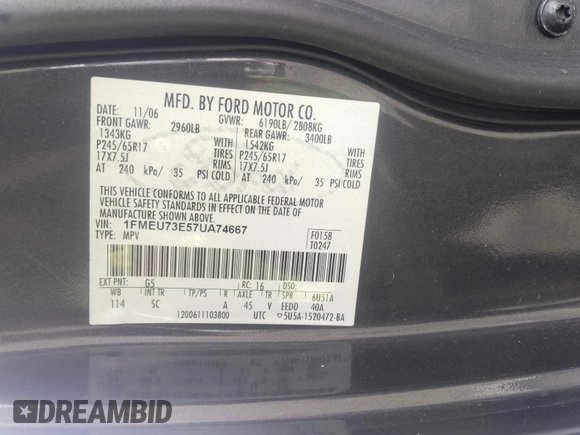 MFD. BY FORD MOTOR CO.
DATE: 11/06 GVWR: 6190LB/ 2808KG
FRONT GAWR: 2960LB REAR GAWR: 3400LB
1343KG WITH 1542KG WITH
P245/65R17 TIRES P245/65R17 TIRES
17X7.5J RIMS 17X7.5J RIMS
AT 240 kPa/ 35 PSI COLD AT 240 kPa/ 35 PSI COLD
THIS VEHICLE CONFORMS TO ALL APPLICABLE FEDERAL MOTOR
VEHICLE SAFETY STANDARDS IN EFFECT ON THE DATE OF
MANUFACTURE SHOWN ABOVE.
VIN: 1FMEU73E57UA74667
TYPE: MPV
F0158
T0247
EXT PNT: G5 RC: 16 DSO:
WB INT TR TP/PS R AXLE TR SPR 6051A
114 SC A 45 V EEDD 40A
1200611103800 UTC 5U5A-1520472-BA
DREAMBID